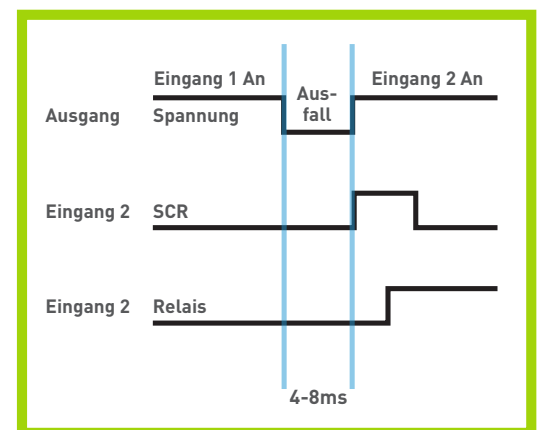 Eingang 1 An
Aus-
fall
Eingang 2 An
Ausgang Spannung
Eingang 2 SCR
Eingang 2 Relais
4-8ms